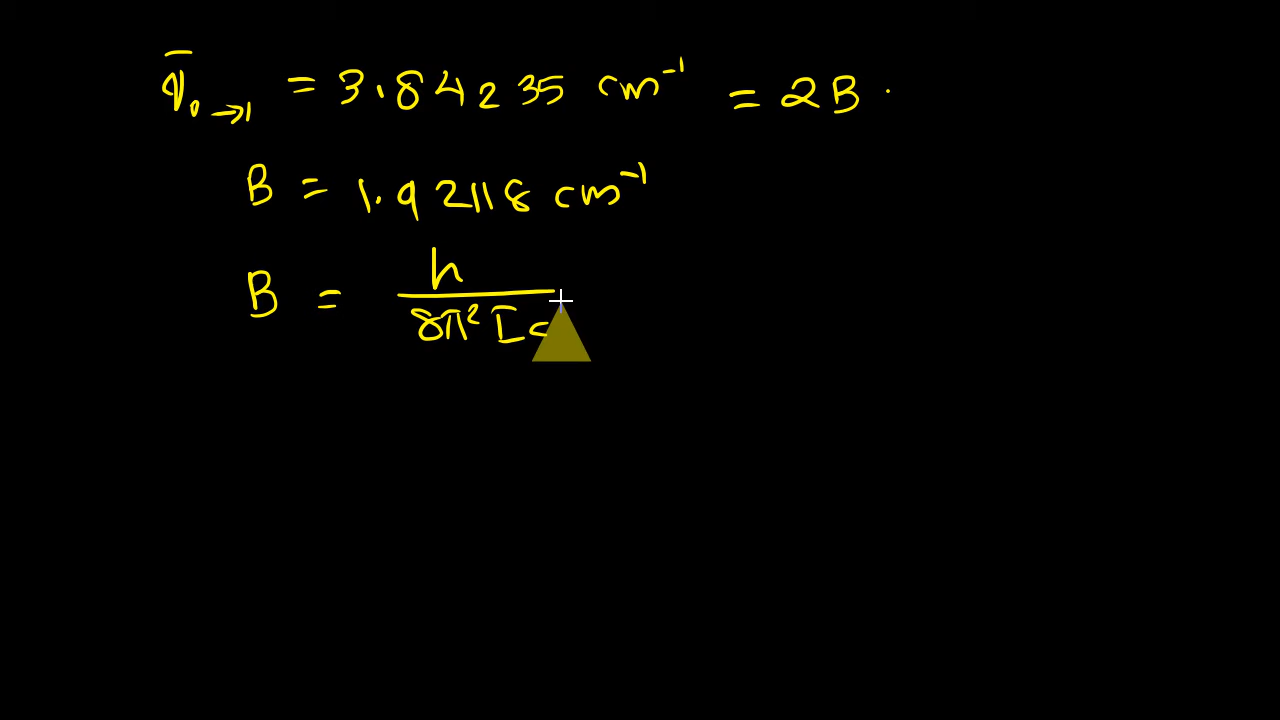 ν̄₀→₁ = 3.84235 cm⁻¹ = 2B.
B = 1.92118 cm⁻¹
B = h / 8π²Ic